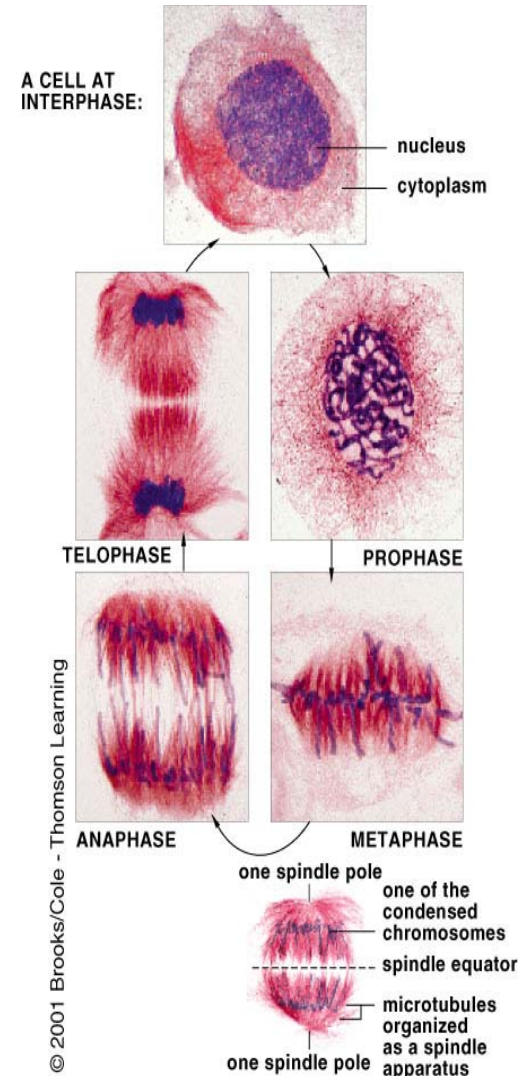 A CELL AT
INTERPHASE:
nucleus
cytoplasm
TELOPHASE
PROPHASE
ANAPHASE
METAPHASE
one spindle pole
one of the
condensed
chromosomes
spindle equator
microtubules
organized
as a spindle
apparatus
one spindle pole
© 2001 Brooks/Cole - Thomson Learning